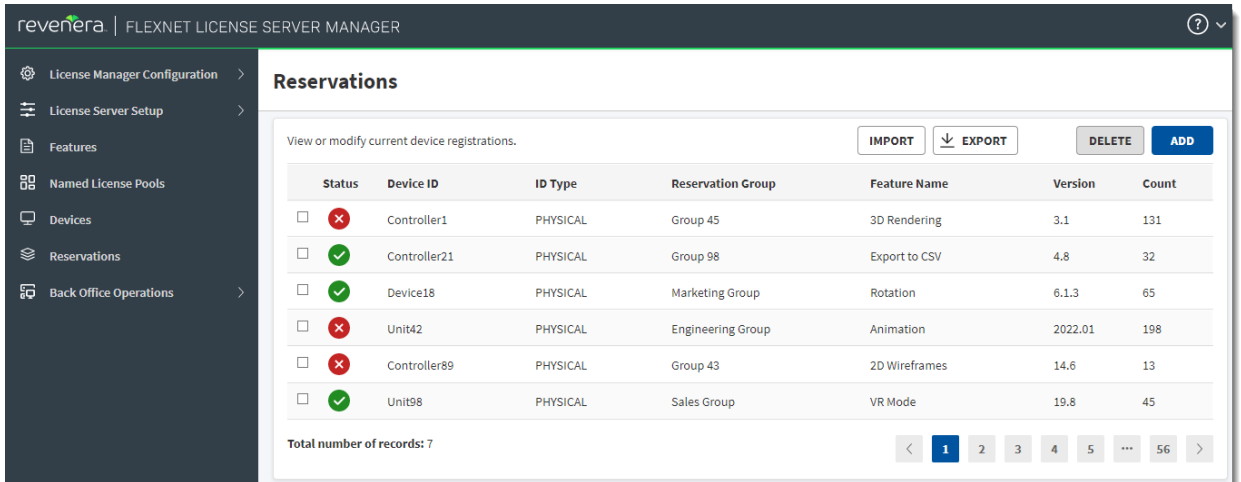 revenera. | FLEXNET LICENSE SERVER MANAGER
License Manager Configuration
License Server Setup
Features
Named License Pools
Devices
Reservations
Back Office Operations
Reservations
View or modify current device registrations. IMPORT EXPORT DELETE ADD
Status Device ID ID Type Reservation Group Feature Name Version Count
Controller1 PHYSICAL Group 45 3D Rendering 3.1 131
Controller21 PHYSICAL Group 98 Export to CSV 4.8 32
Device18 PHYSICAL Marketing Group Rotation 6.1.3 65
Unit42 PHYSICAL Engineering Group Animation 2022.01 198
Controller89 PHYSICAL Group 43 2D Wireframes 14.6 13
Unit98 PHYSICAL Sales Group VR Mode 19.8 45
Total number of records: 7 < 1 2 3 4 5 ... 56 >